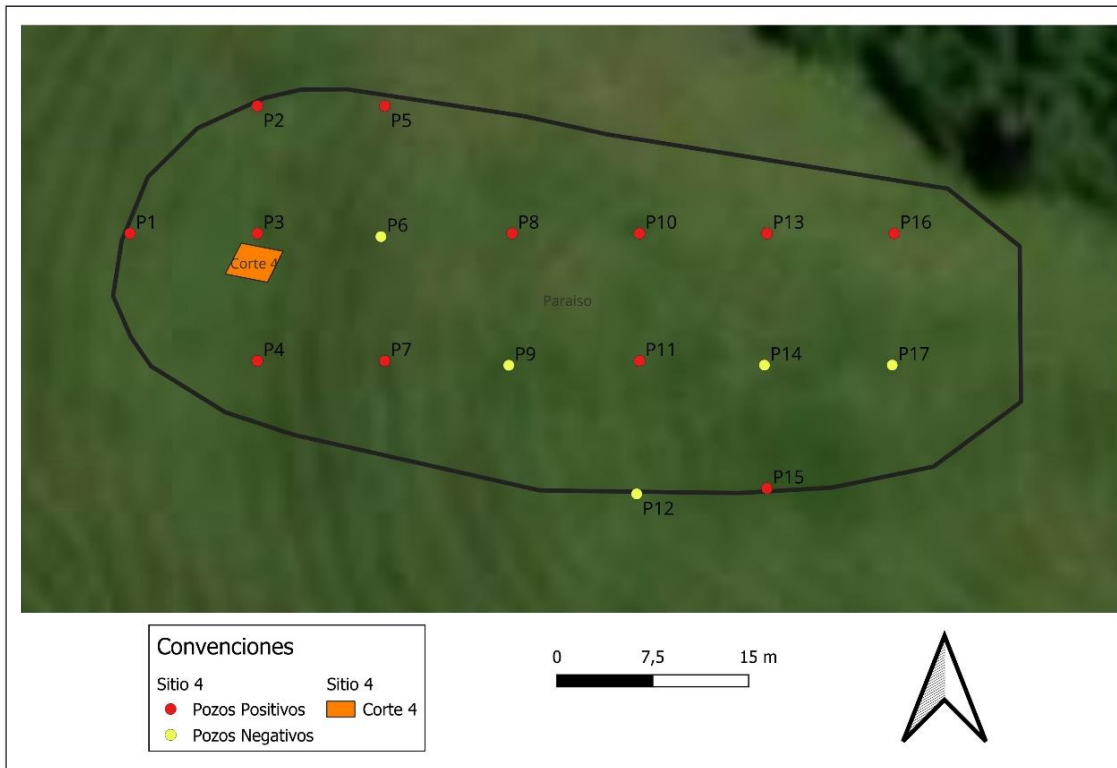 P2
P5
P1
P3
P6
P8
P10
P13
P16
Corte 4
Paraiso
P4
P7
P9
P11
P14
P17
P15
P12
Convenciones
Sitio 4
Pozos Positivos
Pozos Negativos
Sitio 4
Corte 4
0 7,5 15 m